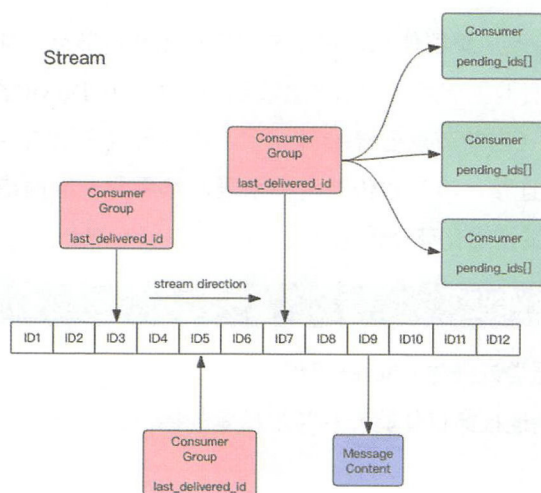 Stream
Consumer
pending_ids[]
Consumer
Group
last_delivered_id
Consumer
pending_ids[]
Consumer
Group
last_delivered_id
Consumer
pending_ids[]
stream direction
ID1 ID2 ID3 ID4 ID5 ID6 ID7 ID8 ID9 ID10 ID11 ID12
Consumer
Group
last_delivered_id
Message
Content